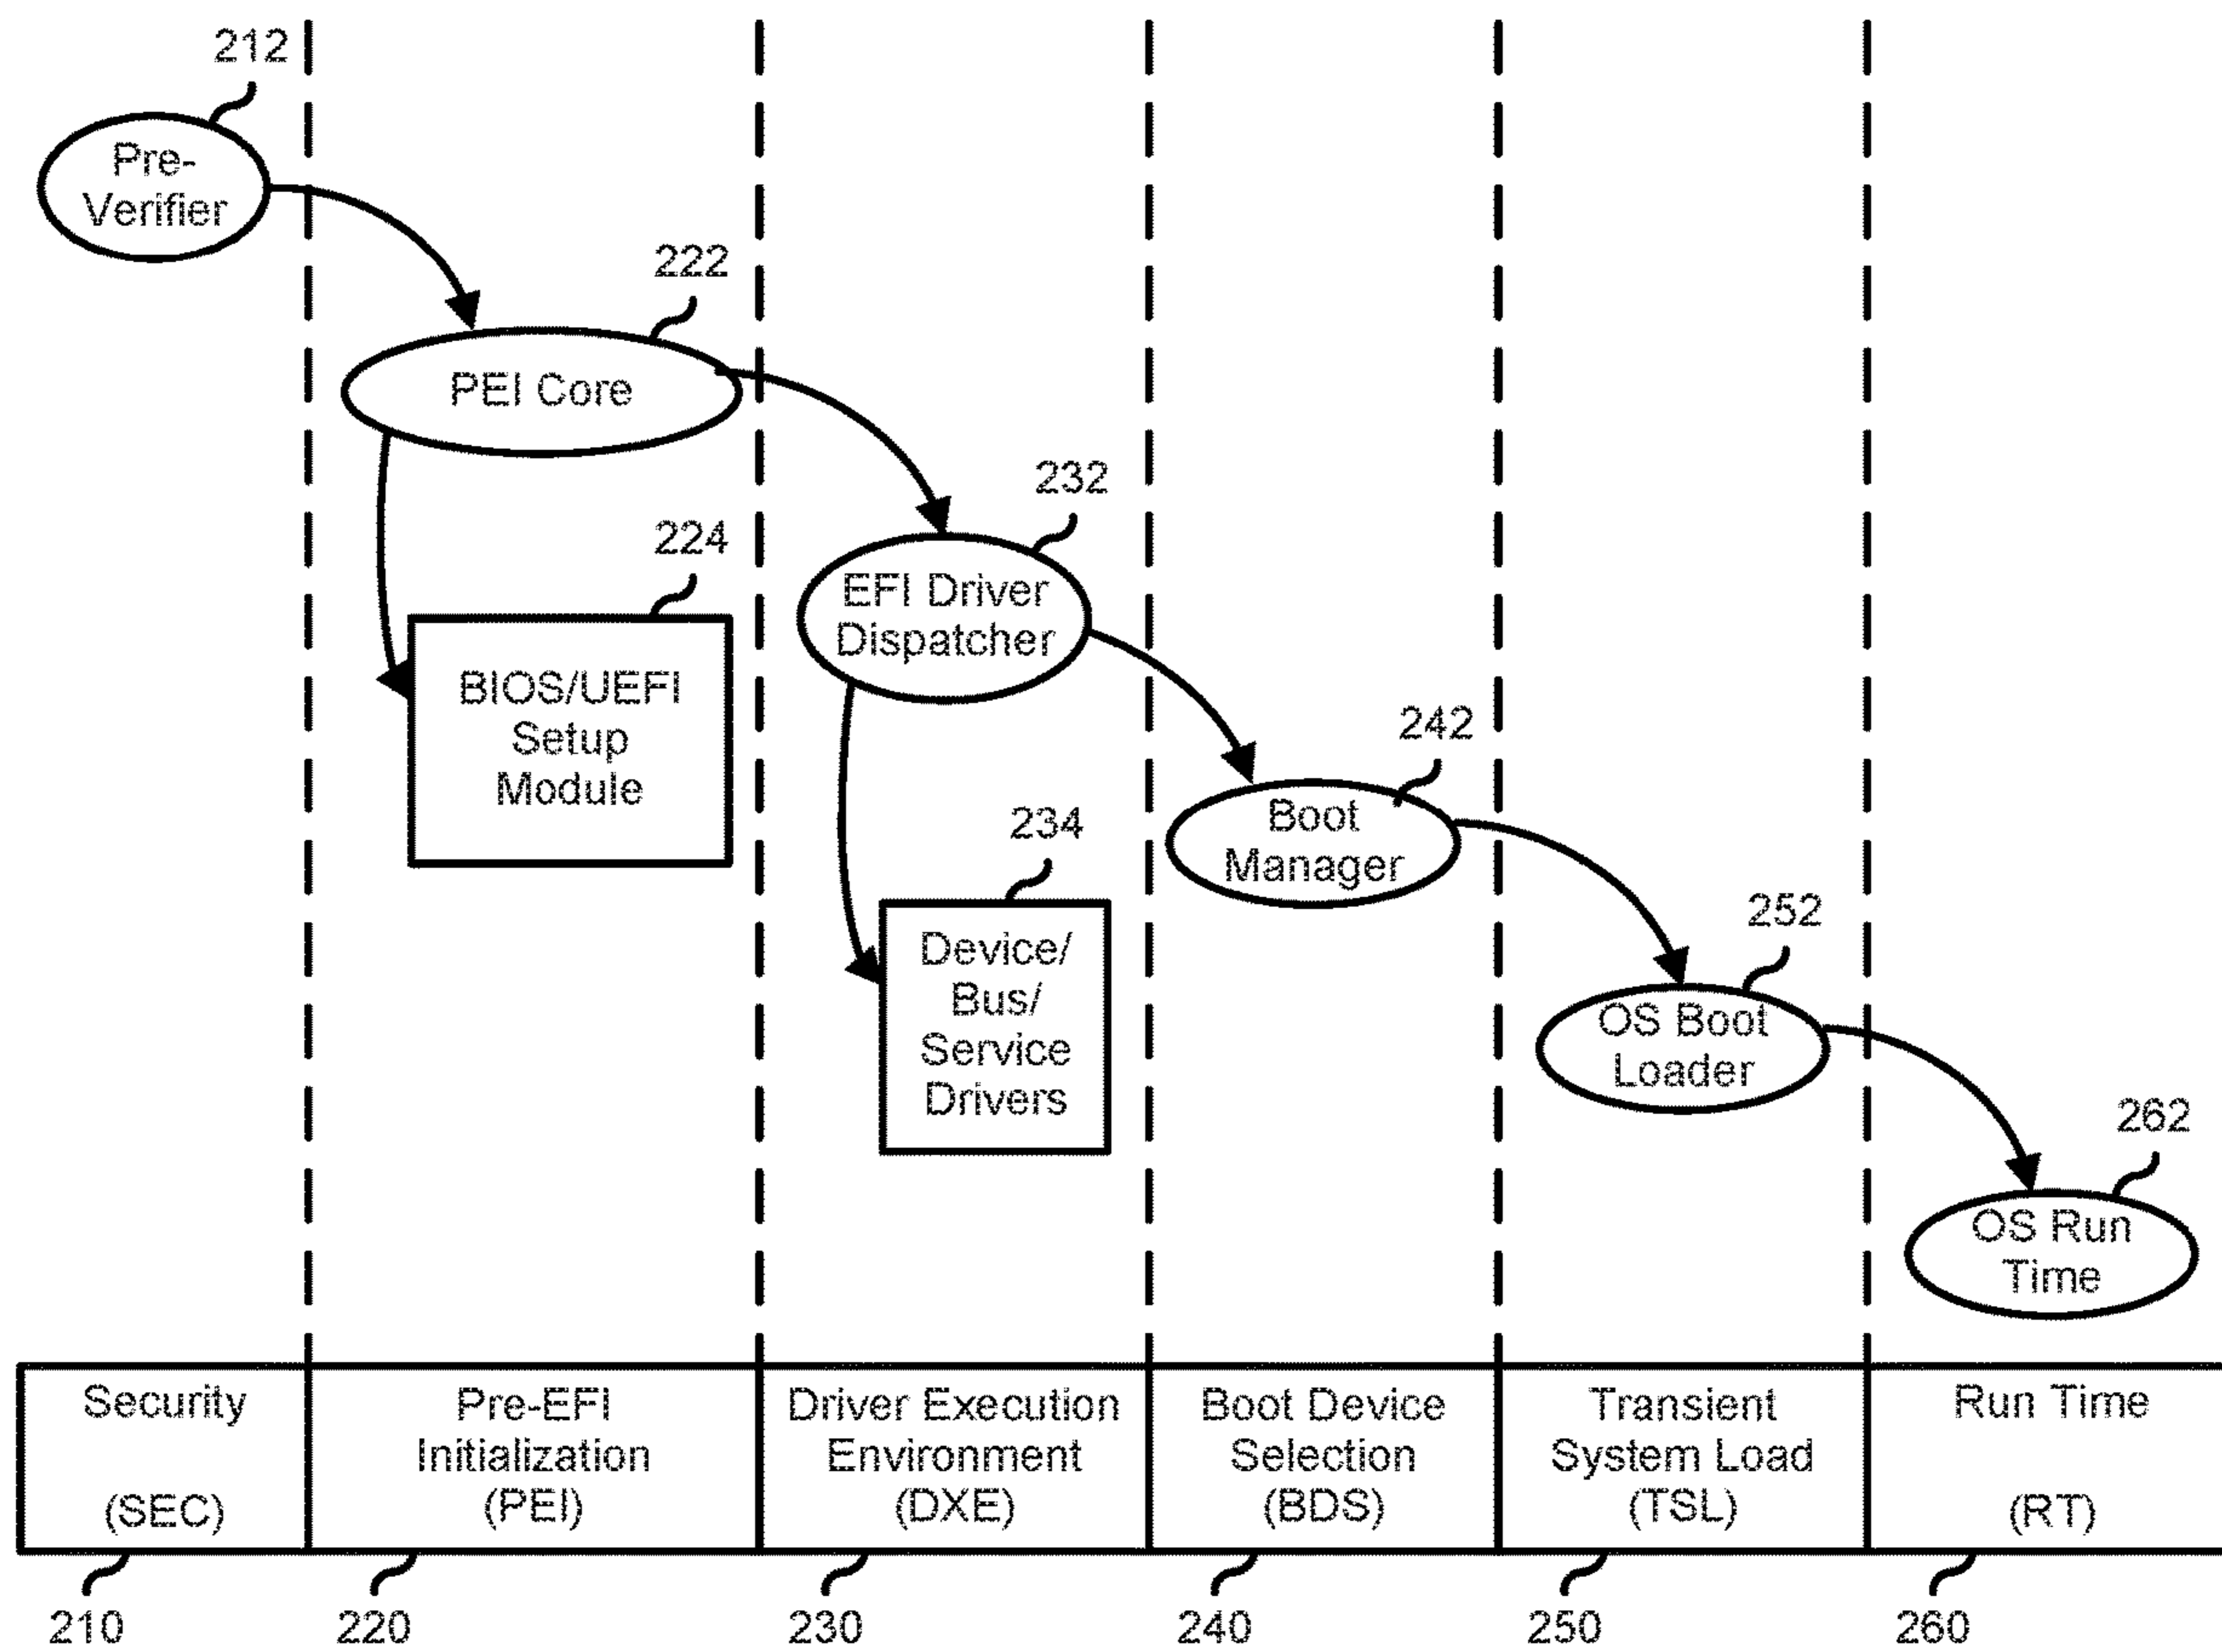 212
Pre-
Verifier
222
PEI Core
232
224
EFI Driver
Dispatcher
BIOS/UEFI
Setup
Module
242
Boot
Manager
234
Device/
Bus/
Service
Drivers
252
OS Boot
Loader
262
OS Run
Time
Security
(SEC)
Pre-EFI
Initialization
(PEI)
Driver Execution
Environment
(DXE)
Boot Device
Selection
(BDS)
Transient
System Load
(TSL)
Run Time
(RT)
210
220
230
240
250
260